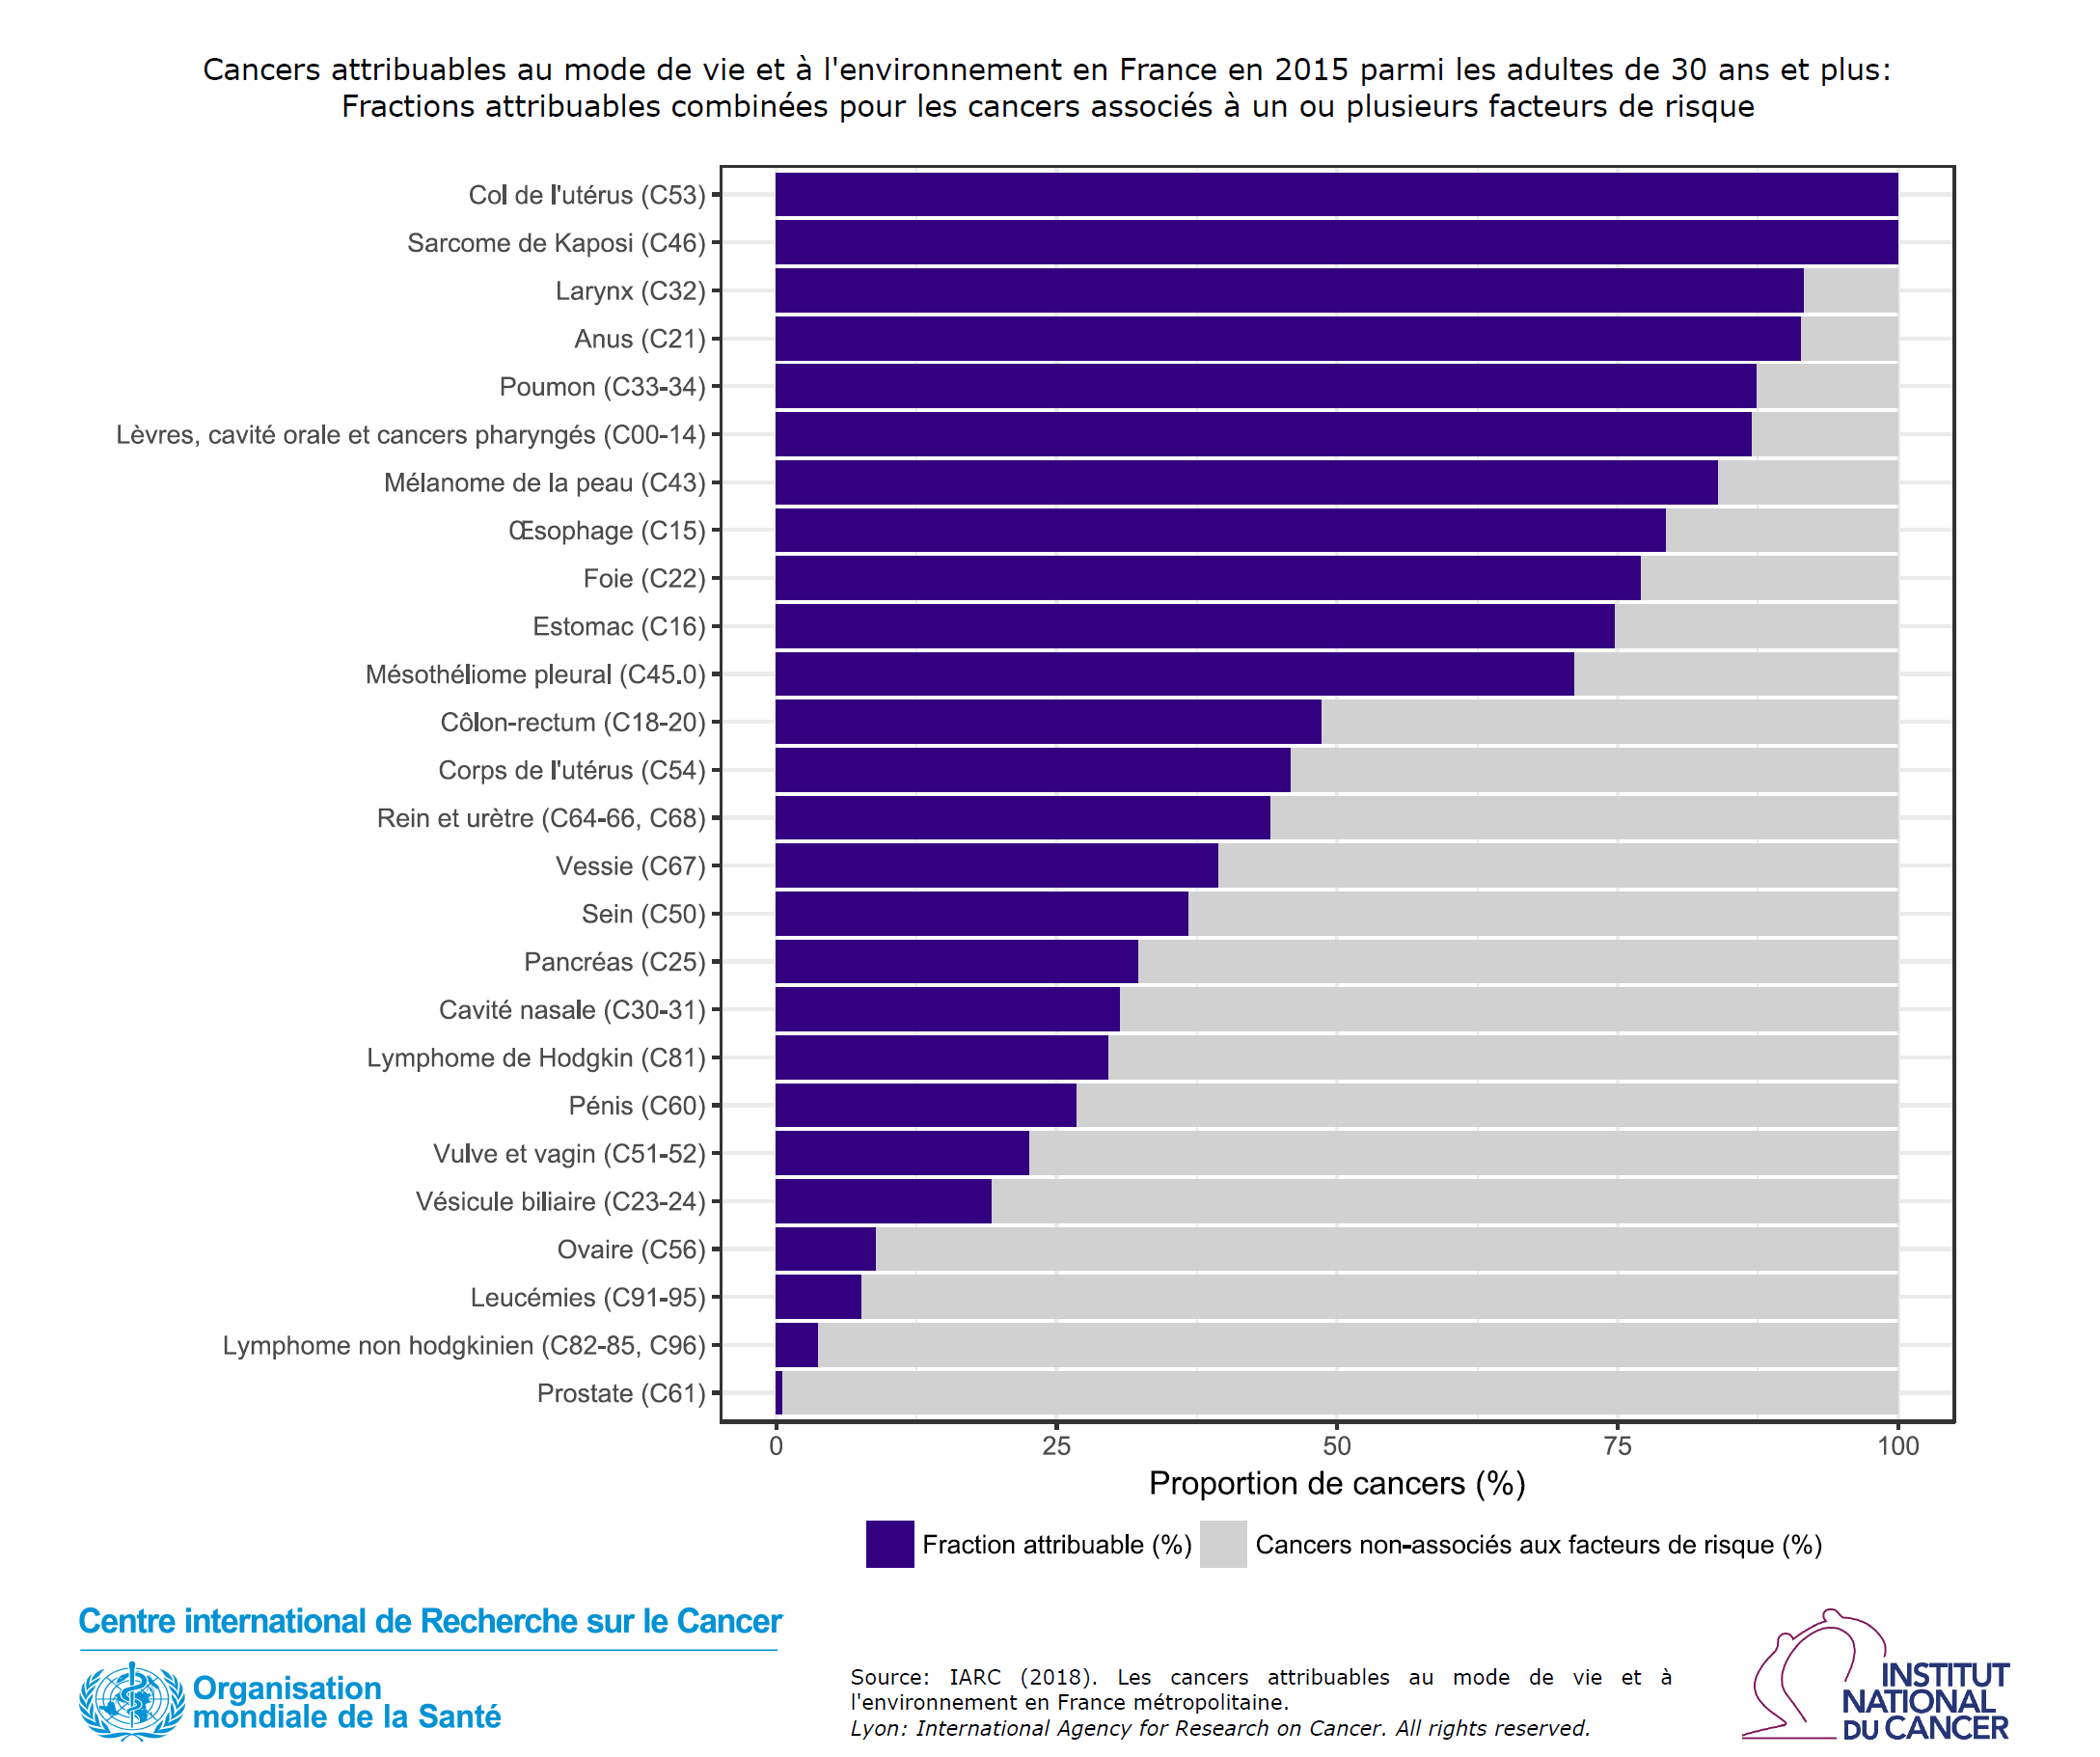 Cancers attribuables au mode de vie et à l'environnement en France en 2015 parmi les adultes de 30 ans et plus:
Fractions attribuables combinées pour les cancers associés à un ou plusieurs facteurs de risque
Col de l'utérus (C53)
Sarcome de Kaposi (C46)
Larynx (C32)
Anus (C21)
Poumon (C33-34)
Lèvres, cavité orale et cancers pharyngés (C00-14)
Mélanome de la peau (C43)
Œsophage (C15)
Foie (C22)
Estomac (C16)
Mésothéliome pleural (C45.0)
Côlon-rectum (C18-20)
Corps de l'utérus (C54)
Rein et urètre (C64-66, C68)
Vessie (C67)
Sein (C50)
Pancréas (C25)
Cavité nasale (C30-31)
Lymphome de Hodgkin (C81)
Pénis (C60)
Vulve et vagin (C51-52)
Vésicule biliaire (C23-24)
Ovaire (C56)
Leucémies (C91-95)
Lymphome non hodgkinien (C82-85, C96)
Prostate (C61)
0 25 50 75 100
Proportion de cancers (%)
Fraction attribuable (%) Cancers non-associés aux facteurs de risque (%)
Centre international de Recherche sur le Cancer
Organisation
mondiale de la Santé
Source: IARC (2018). Les cancers attribuables au mode de vie et à
l'environnement en France métropolitaine.
Lyon: International Agency for Research on Cancer. All rights reserved.
INSTITUT
NATIONAL
DU CANCER